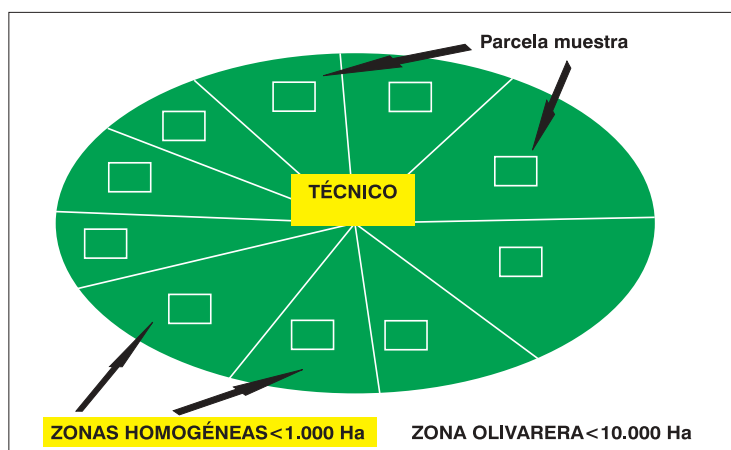 Parcela muestra
TÉCNICO
ZONAS HOMOGÉNEAS<1.000 Ha
ZONA OLIVARERA<10.000 Ha